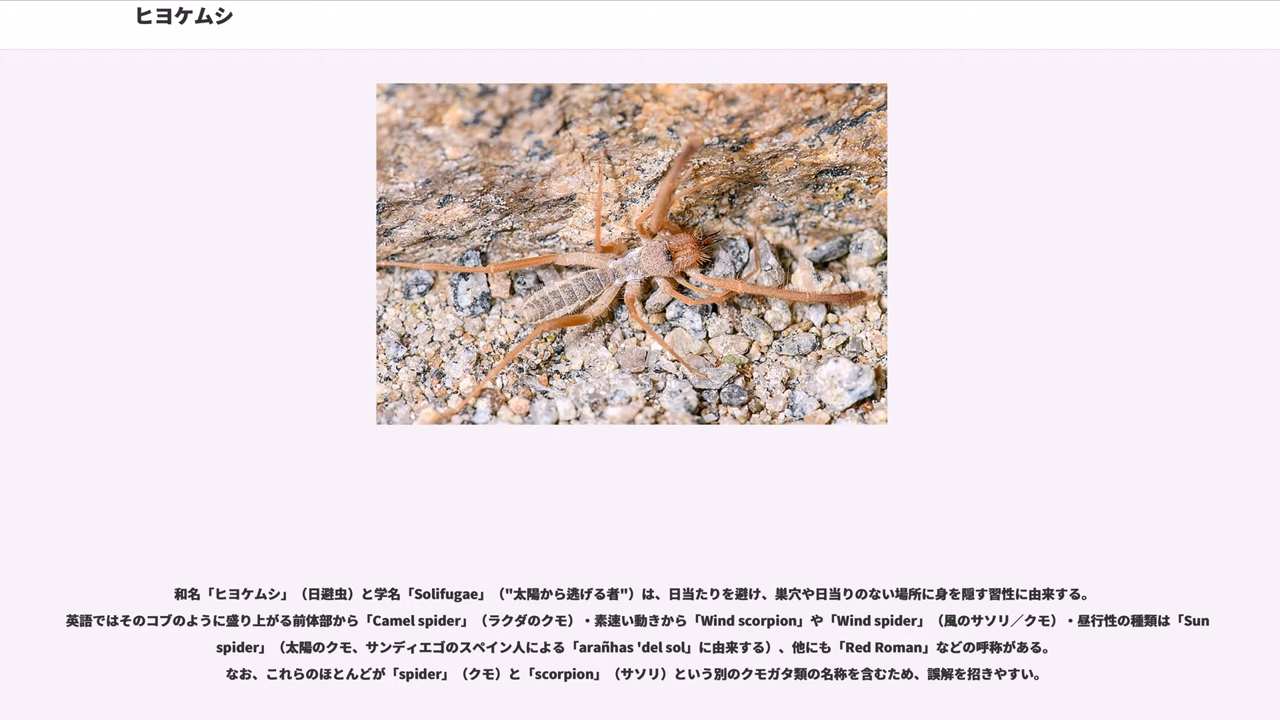 ヒヨケムシ
和名「ヒヨケムシ」（日避虫）と学名「Solifugae」（"太陽から逃げる者"）は、日当たりを避け、巣穴や日当りのない場所に身を隠す習性に由来する。
英語ではそのコブのように盛り上がる前体部から「Camel spider」（ラクダのクモ）・素速い動きから「Wind scorpion」や「Wind spider」（風のサソリ／クモ）・昼行性の種類は「Sun
spider」（太陽のクモ、サンディエゴのスペイン人による「arañhas 'del sol」に由来する）、他にも「Red Roman」などの呼称がある。
なお、これらのほとんどが「spider」（クモ）と「scorpion」（サソリ）という別のクモガタ類の名称を含むため、誤解を招きやすい。